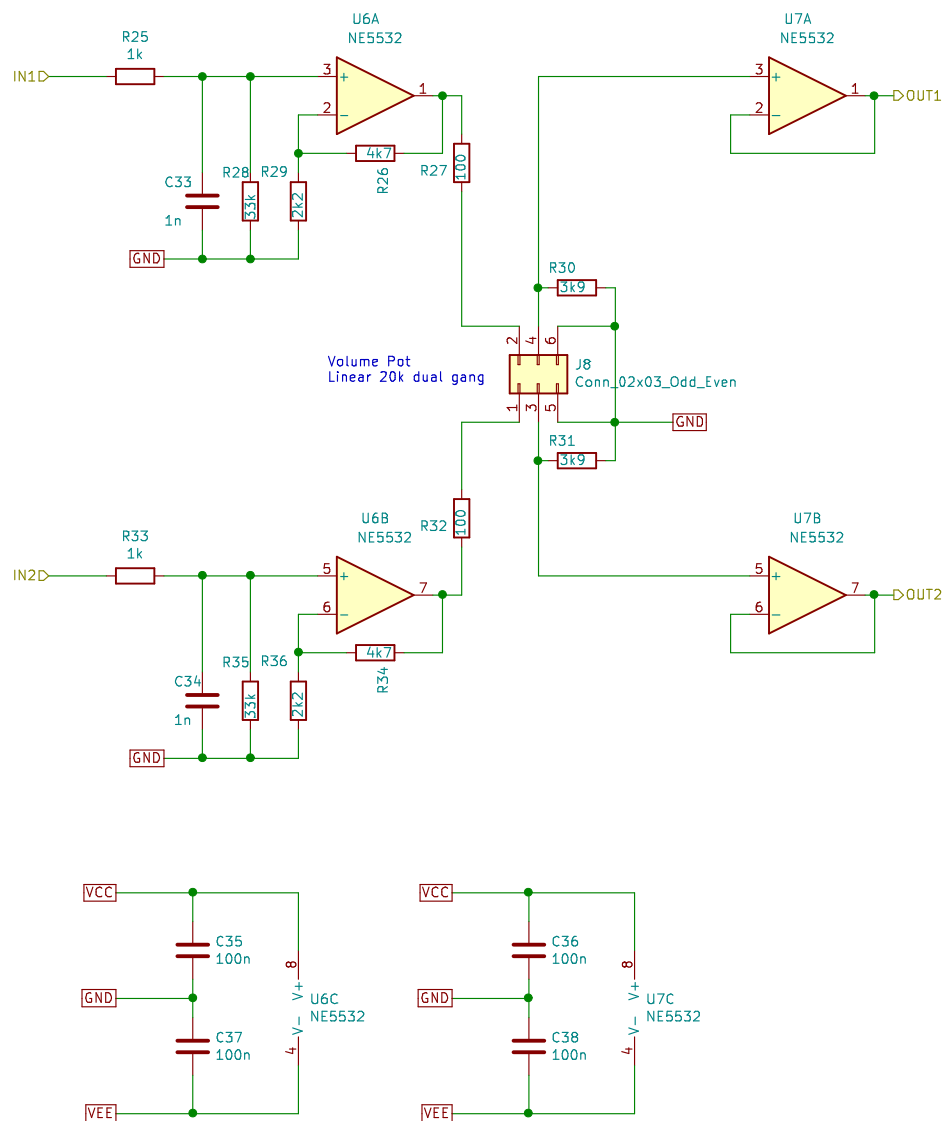 U6A
NE5532
U7A
NE5532
R25
1k
IN1
3
+
1
2
−
3
+
1
2
−
OUT1
4k7
R26
R27
100
C33
1n
R28
33k
R29
2k2
GND
R30
3k9
2
4
6
J8
Conn_02x03_Odd_Even
Volume Pot
Linear 20k dual gang
1
3
5
GND
R31
3k9
R32
100
U6B
NE5532
U7B
NE5532
R33
1k
IN2
5
+
7
6
−
5
+
7
6
−
OUT2
4k7
R34
C34
1n
R35
33k
R36
2k2
GND
VCC
C35
100n
8
V+
GND
U6C
NE5532
C37
100n
V−
4
VEE
VCC
C36
100n
8
V+
GND
U7C
NE5532
C38
100n
V−
4
VEE